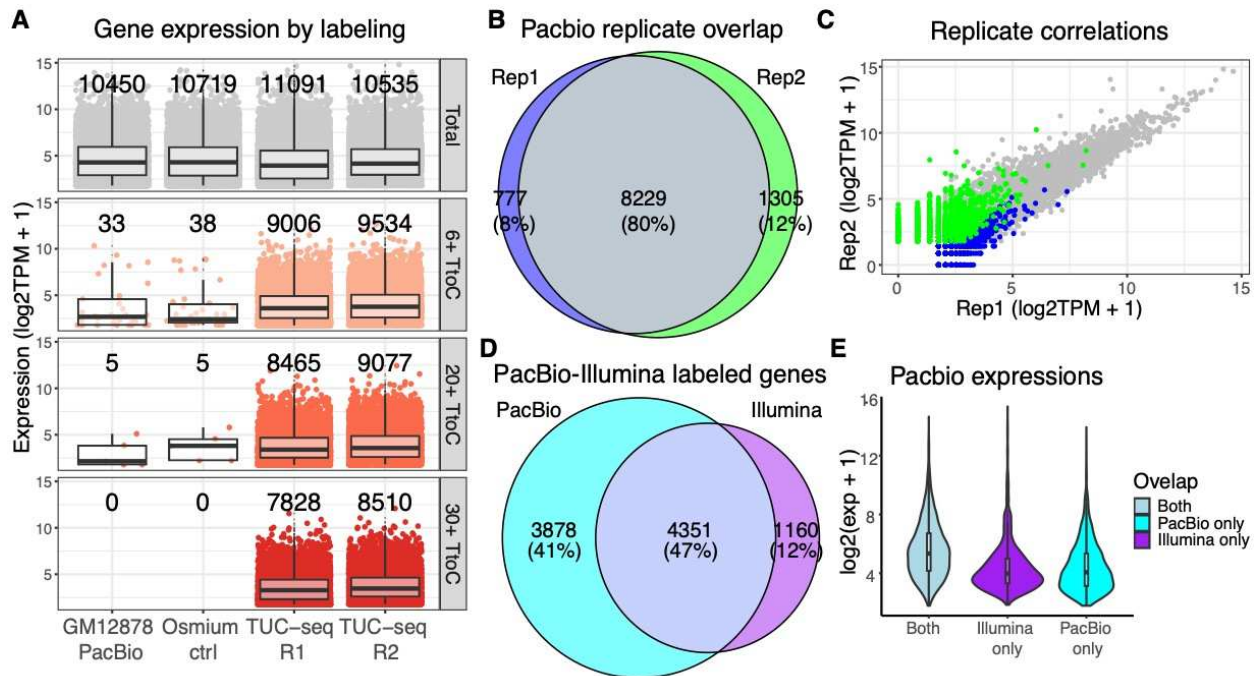 A
Gene expression by labeling
Expression (log2TPM + 1)
15
10
5
10450 10719 11091 10535
Total
15
10
5
33 38 9006 9534
6+ TtoC
15
10
5
5 5 8465 9077
20+ TtoC
15
10
5
0 0 7828 8510
30+ TtoC
GM12878 Osmium TUC-seq TUC-seq
PacBio ctrl R1 R2
B
Pacbio replicate overlap
Rep1 Rep2
777 8229 1305
(8%) (80%) (12%)
C
Replicate correlations
Rep2 (log2TPM + 1)
15
10
5
0
0 5 10 15
Rep1 (log2TPM + 1)
D
PacBio-Illumina labeled genes
PacBio Illumina
3878 4351 1160
(41%) (47%) (12%)
E
Pacbio expressions
log2(exp + 1)
16
12
8
4
Both Illumina PacBio
only only
Overlap
Both
PacBio only
Illumina only